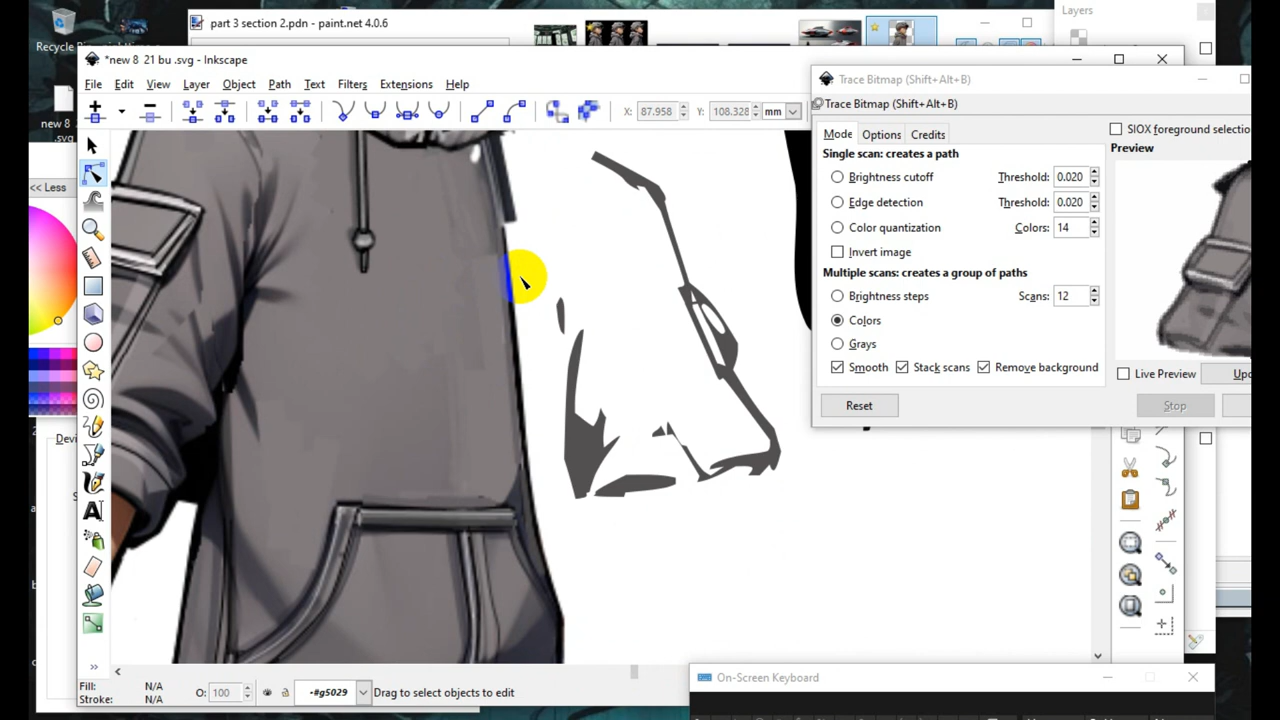 Layers
part 3 section 2.pdn - paint.net 4.0.6
Recycle Bin
*new 8 21 bu .svg - Inkscape
File Edit View Layer Object Path Text Filters Extensions Help
X: 87.958 Y: 108.328 mm
new 8
.svg
<< Less
Trace Bitmap (Shift+Alt+B)
Trace Bitmap (Shift+Alt+B)
Mode Options Credits
SIOX foreground selectio
Preview
Single scan: creates a path
Brightness cutoff Threshold: 0.020
Edge detection Threshold: 0.020
Color quantization Colors: 14
Invert image
Multiple scans: creates a group of paths
Brightness steps Scans: 12
Colors
Grays
Smooth Stack scans Remove background
Live Preview
Reset
Stop
Devi
Fill: N/A
Stroke: N/A
O: 100
•#g5029
Drag to select objects to edit
On-Screen Keyboard